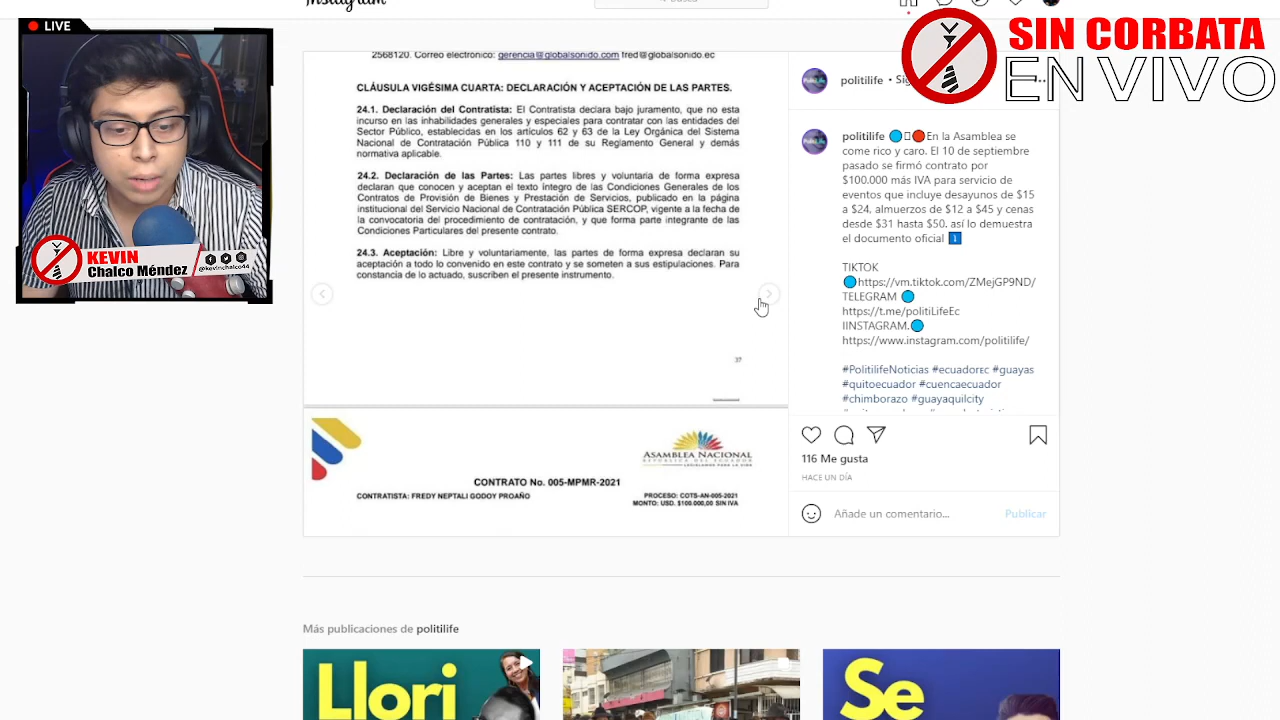 Instagram
LIVE
SIN CORBATA
EN VIVO
KEVIN
Chalco Méndez
@kevinchalco44
2568120. Correo electrónico: gerencia@globalsonido.com fred@globalsonido.ec
CLÁUSULA VIGÉSIMA CUARTA: DECLARACIÓN Y ACEPTACIÓN DE LAS PARTES.
24.1. Declaración del Contratista: El Contratista declara bajo juramento, que no esta
incurso en las inhabilidades generales y especiales para contratar con las entidades del
Sector Público, establecidas en los artículos 62 y 63 de la Ley Orgánica del Sistema
Nacional de Contratación Pública 110 y 111 de su Reglamento General y demás
normativa aplicable.
24.2. Declaración de las Partes: Las partes libres y voluntaria de forma expresa
declaran que conocen y aceptan el texto íntegro de las Condiciones Generales de los
Contratos de Provisión de Bienes y Prestación de Servicios, publicado en la página
institucional del Servicio Nacional de Contratación Pública SERCOP, vigente a la fecha de
la convocatoria del procedimiento de contratación, y que forma parte integrante de las
Condiciones Particulares del presente contrato.
24.3. Aceptación: Libre y voluntariamente, las partes de forma expresa declaran su
aceptación a todo lo convenido en este contrato y se someten a sus estipulaciones. Para
constancia de lo actuado, suscriben el presente instrumento.
37
ASAMBLEA NACIONAL
REPÚBLICA DEL ECUADOR
CONTRATO No. 005-MPMR-2021
CONTRATISTA: FREDY NEPTALI GODOY PROAÑO
PROCESO: COTS-AN-005-2021
MONTO: USD. $100.000,00 SIN IVA
politilife •
politilife 🔵🔴En la Asamblea se
come rico y caro. El 10 de septiembre
pasado se firmó contrato por
$100.000 más IVA para servicio de
eventos que incluye desayunos de $15
a $24, almuerzos de $12 a $45 y cenas
desde $31 hasta $50. así lo demuestra
el documento oficial 1️
TIKTOK
🔵https://vm.tiktok.com/ZMejGP9ND/
TELEGRAM 🔵
https://t.me/politiLifeEc
IINSTAGRAM.🔵
https://www.instagram.com/politilife/
#PolitilifeNoticias #ecuadorᴇc #guayas
#quitoecuador #cuencaecuador
#chimborazo #guayaquilcity
116 Me gusta
HACE UN DÍA
Añade un comentario...
Publicar
Más publicaciones de politilife
Llori
Se